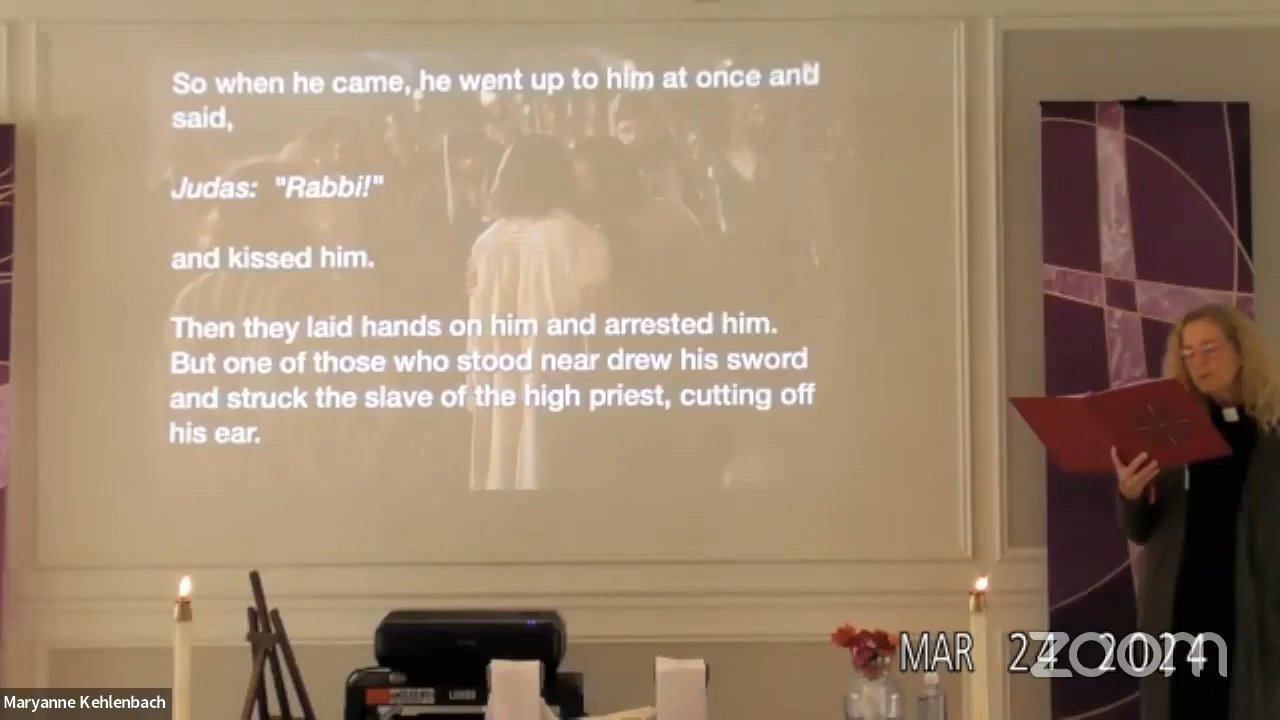 So when he came, he went up to him at once and
said,
Judas: "Rabbi!"
and kissed him.
Then they laid hands on him and arrested him.
But one of those who stood near drew his sword
and struck the slave of the high priest, cutting off
his ear.
MAR 24 2024
zoom
Maryanne Kehlenbach